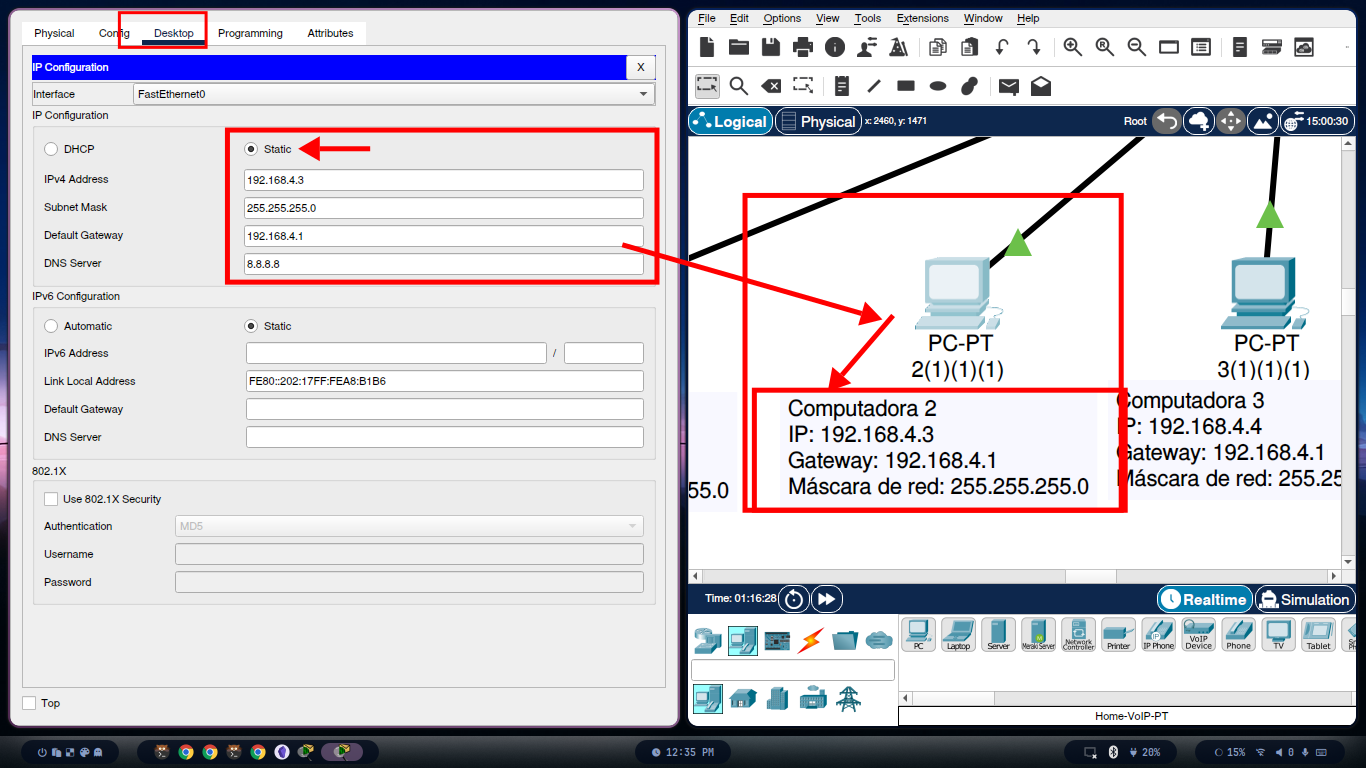 Physical Config Desktop Programming Attributes
IP Configuration
X
Interface
FastEthernet0
IP Configuration
DHCP
Static
IPv4 Address
192.168.4.3
Subnet Mask
255.255.255.0
Default Gateway
192.168.4.1
DNS Server
8.8.8.8
IPv6 Configuration
Automatic
Static
IPv6 Address
/
Link Local Address
FE80::202:17FF:FEA8:B1B6
Default Gateway
DNS Server
802.1X
Use 802.1X Security
Authentication
MD5
Username
Password
Top
File Edit Options View Tools Extensions Window Help
Logical
Physical
x: 2460, y: 1471
Root
15:00:30
PC-PT
2(1)(1)(1)
PC-PT
3(1)(1)(1)
55.0
Computadora 2
IP: 192.168.4.3
Gateway: 192.168.4.1
Máscara de red: 255.255.255.0
Computadora 3
IP: 192.168.4.4
Gateway: 192.168.4.1
Máscara de red: 255.25
Time: 01:16:28
Realtime
Simulation
PC
Laptop
Server
Meraki Server
Network Controller
Printer
IP Phone
VoIP Device
Phone
TV
Tablet
Home-VoIP-PT
12:35 PM
20%
15%
0